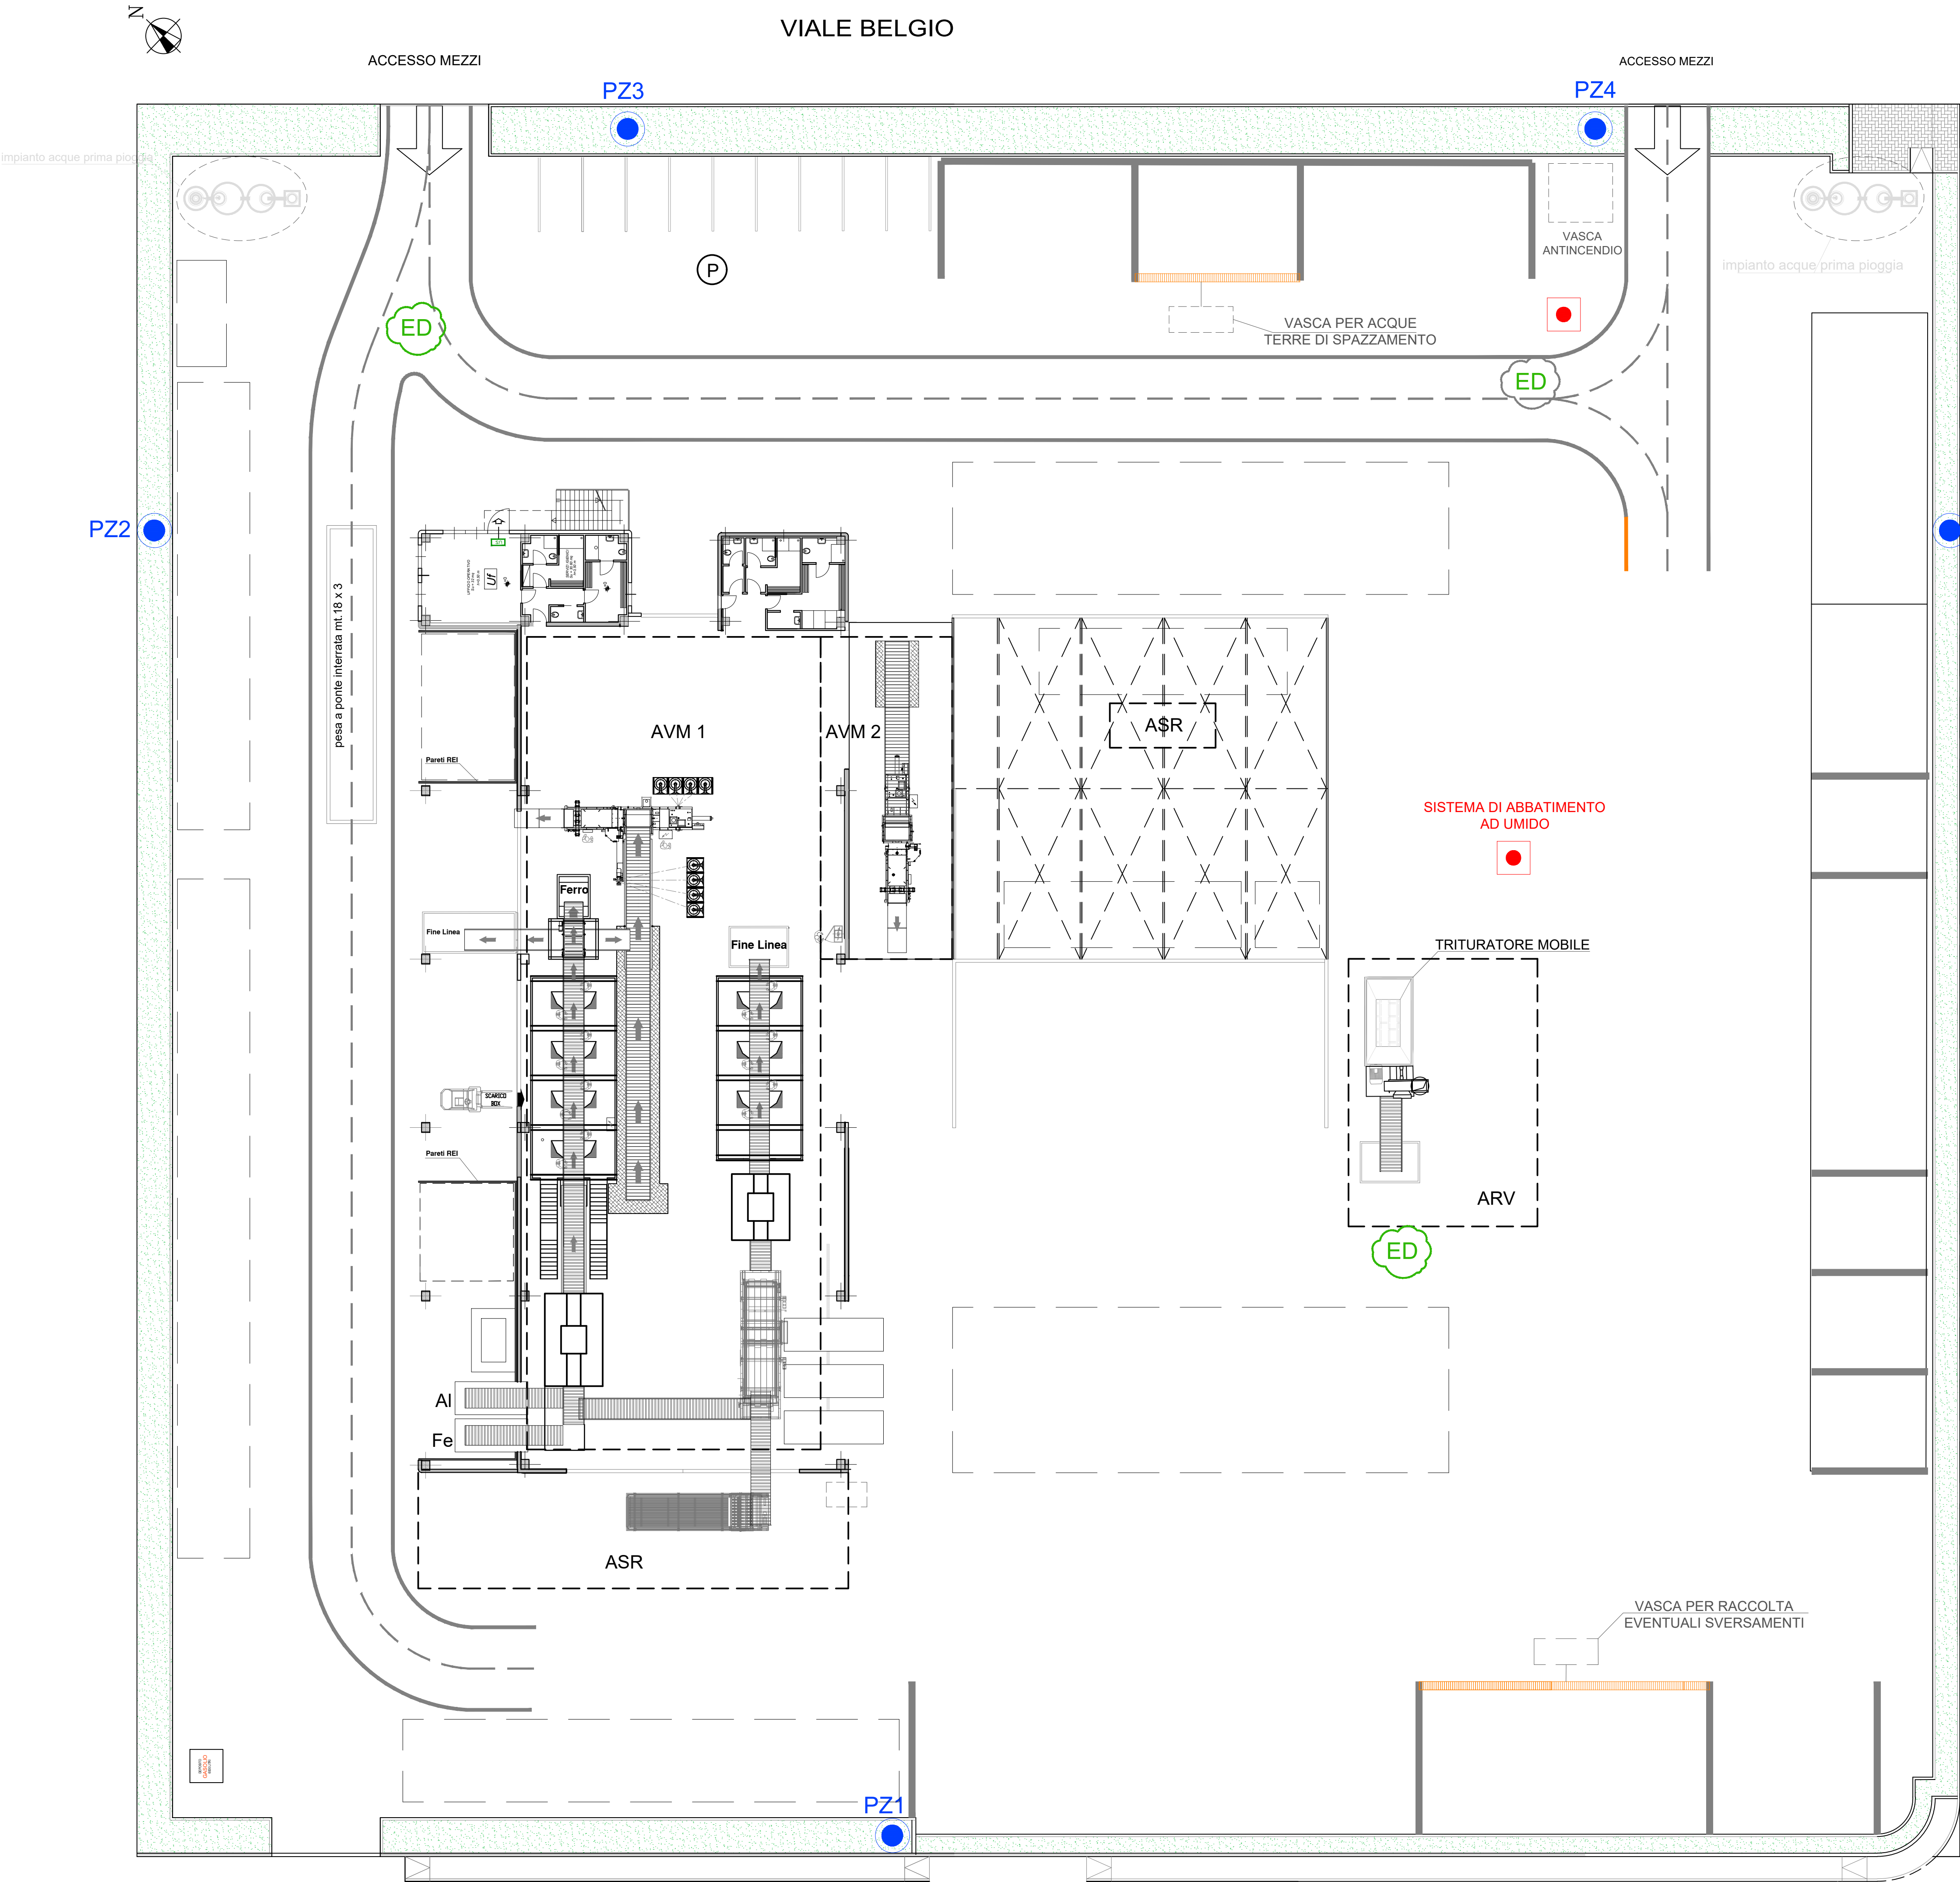 N
VIALE BELGIO
ACCESSO MEZZI
ACCESSO MEZZI
PZ3
PZ4
impianto acque prima pioggia
VASCA
ANTINCENDIO
impianto acque prima pioggia
P
ED
VASCA PER ACQUE
TERRE DI SPAZZAMENTO
ED
PZ2
pesa a ponte interrata mt. 18 x 3
Uf
AVM 1
AVM 2
ASR
Pareti REI
SISTEMA DI ABBATIMENTO
AD UMIDO
Ferro
Fine Linea
Fine Linea
TRITURATORE MOBILE
SCARICO
BOX
Pareti REI
ARV
ED
Al
Fe
ASR
VASCA PER RACCOLTA
EVENTUALI SVERSAMENTI
GASOLIO
PZ1